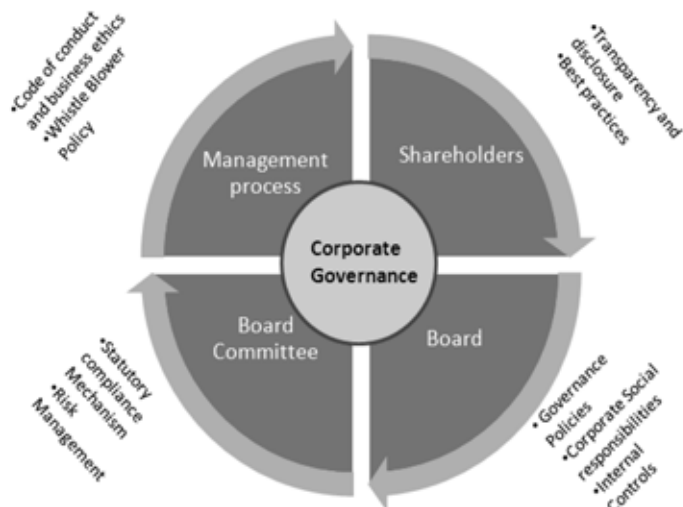 •Code of conduct
and business ethics
•Whistle Blower
Policy
•Transparency and
disclosure
•Best practices
Management
process
Shareholders
Corporate
Governance
Board
Committee
Board
•Statutory
compliance
Mechanism
•Risk
Management
• Governance
Policies
•Corporate Social
responsibilities
•Internal
Controls